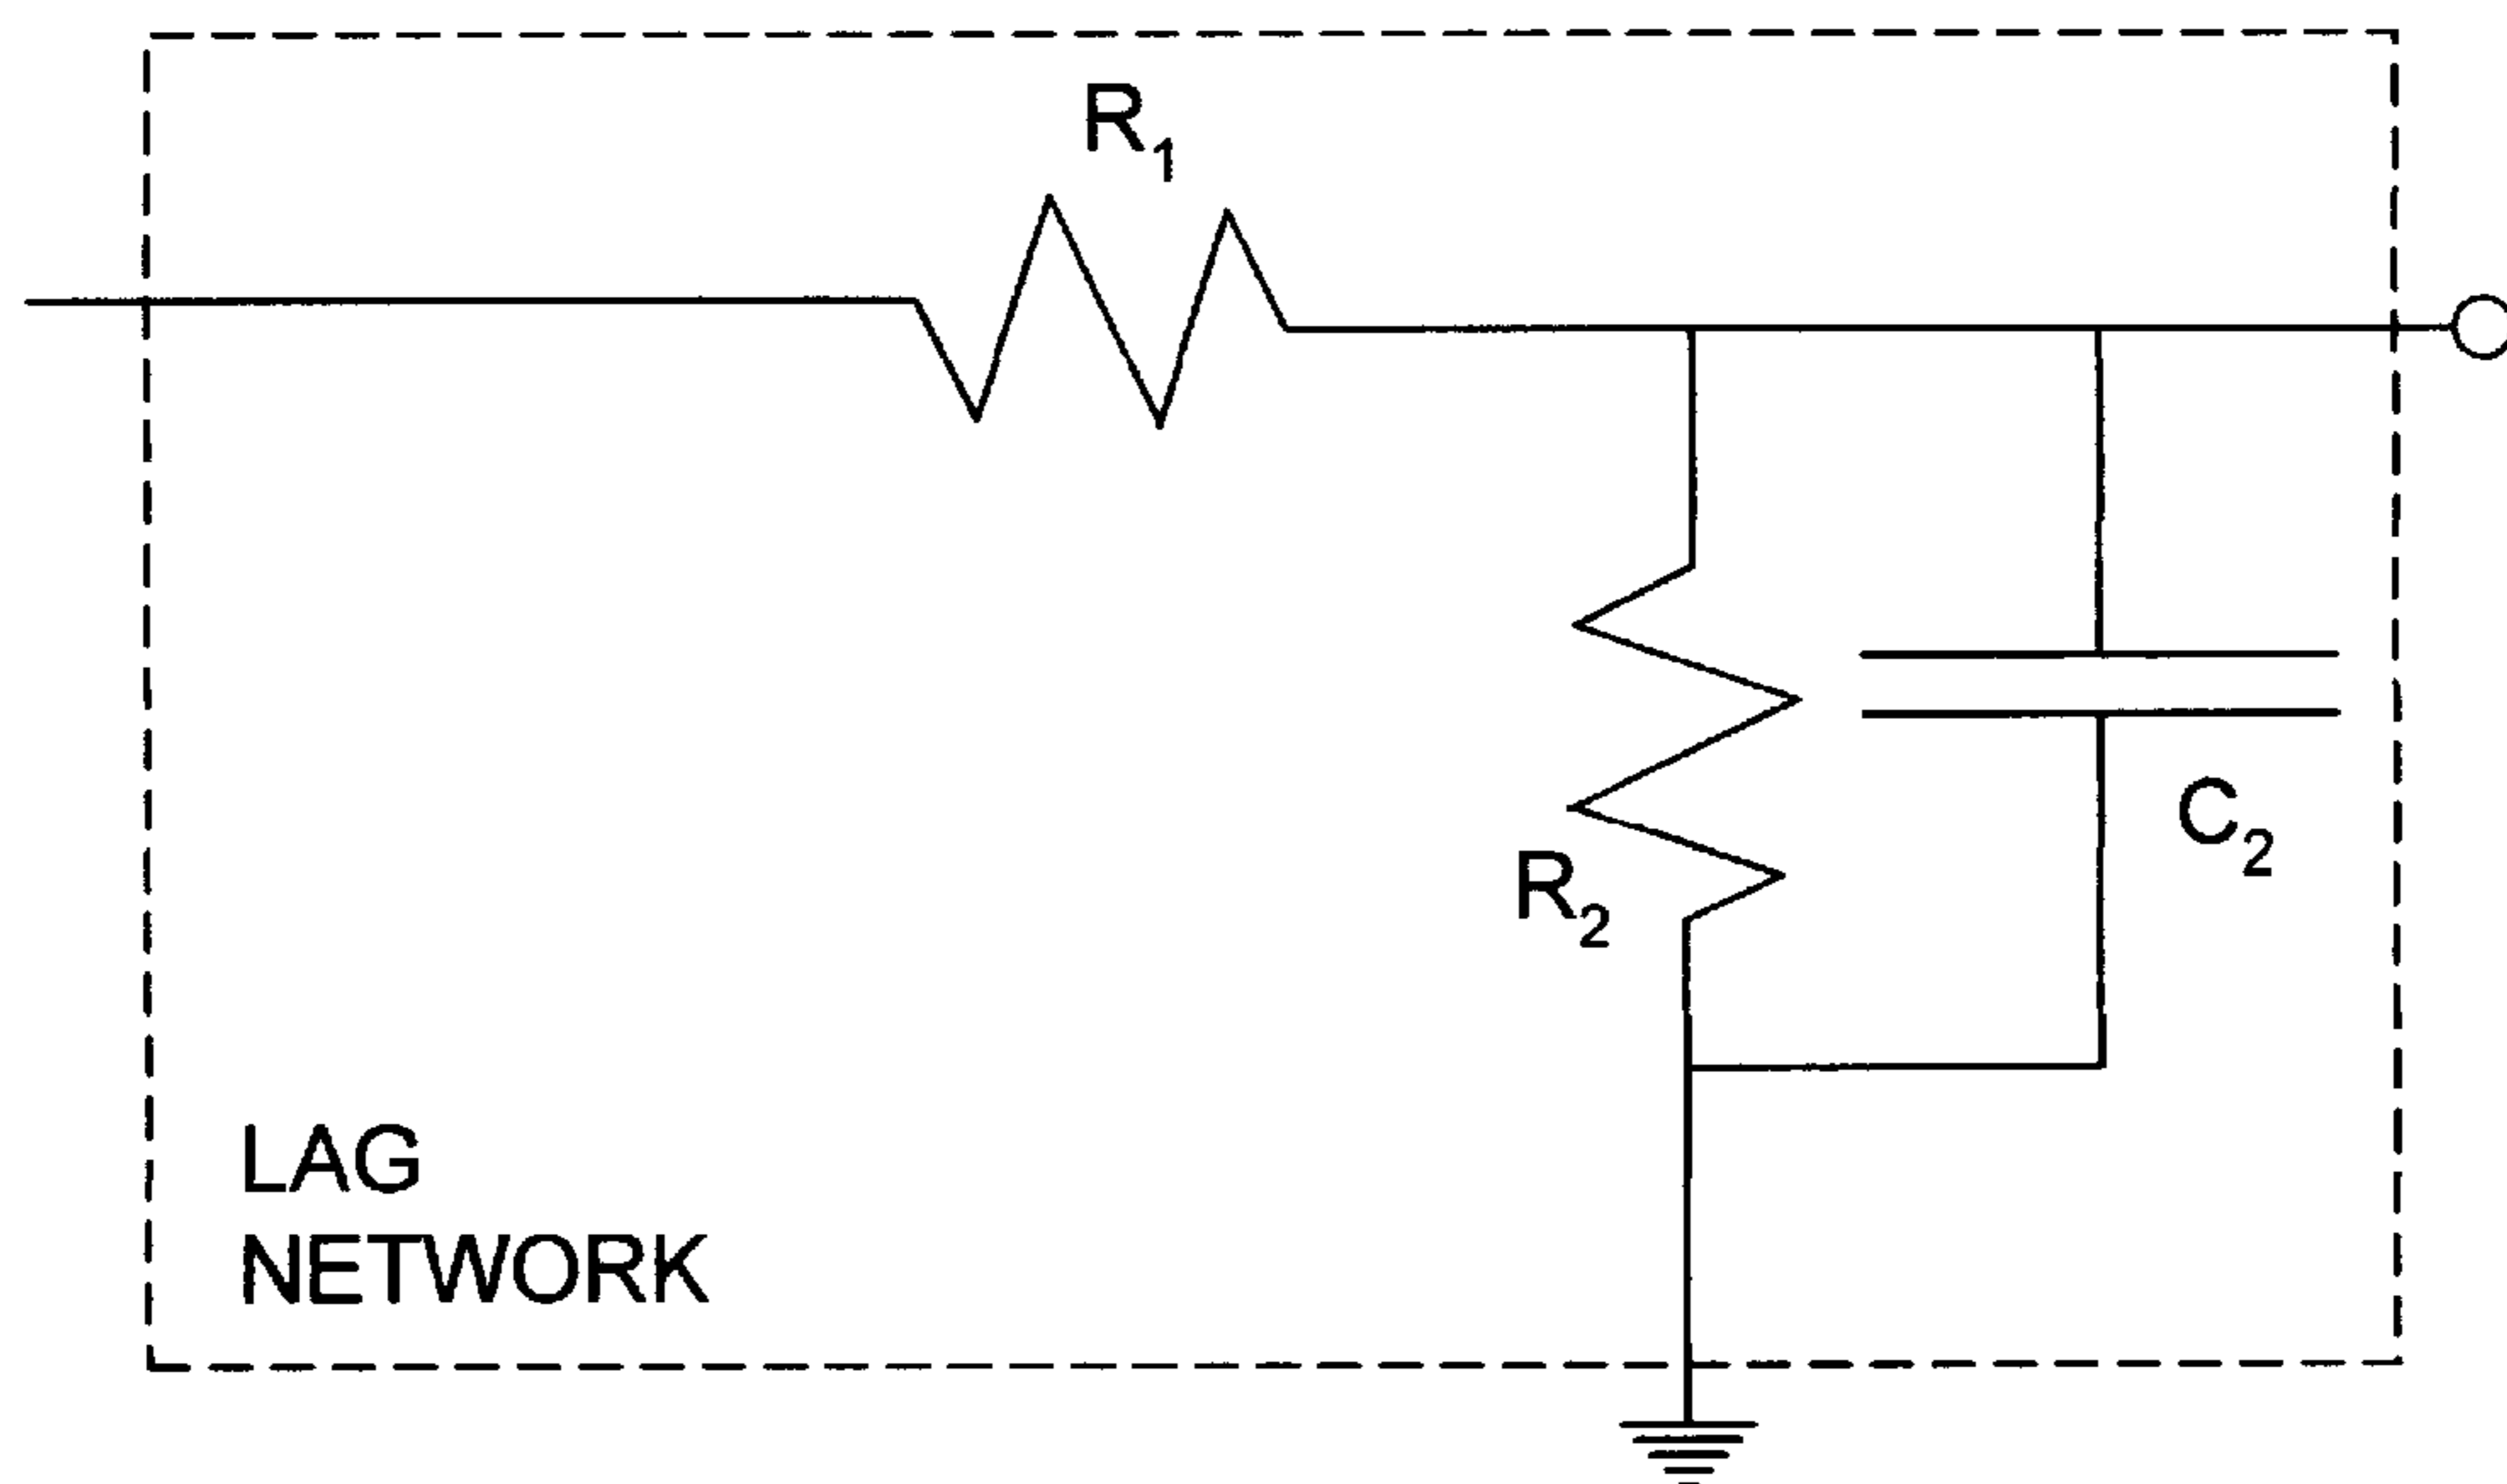 R₁
R₂
C₂
LAG
NETWORK